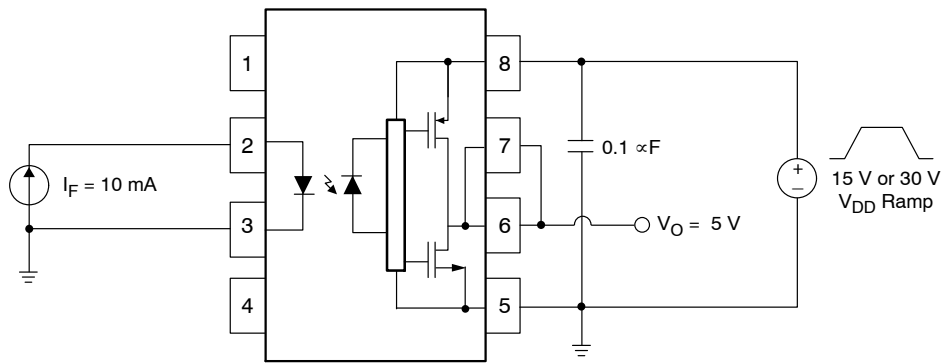 1
8
2
7
0.1 ∝F
+
–
15 V or 30 V
V_DD Ramp
I_F = 10 mA
3
6
V_O = 5 V
4
5